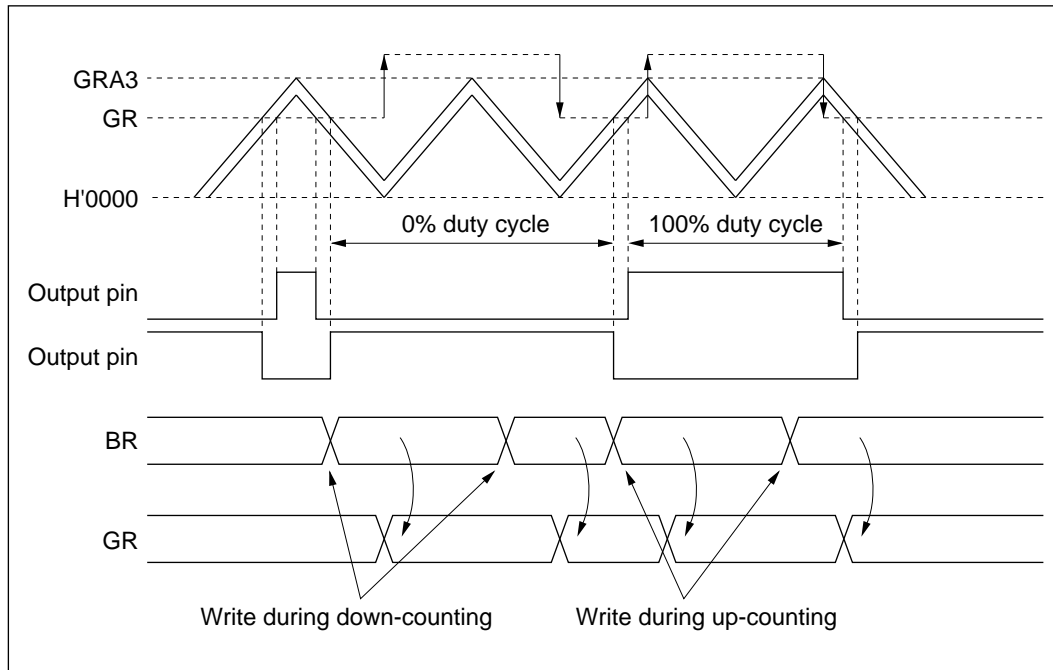 GRA3
GR
H'0000
0% duty cycle
100% duty cycle
Output pin
Output pin
BR
GR
Write during down-counting
Write during up-counting